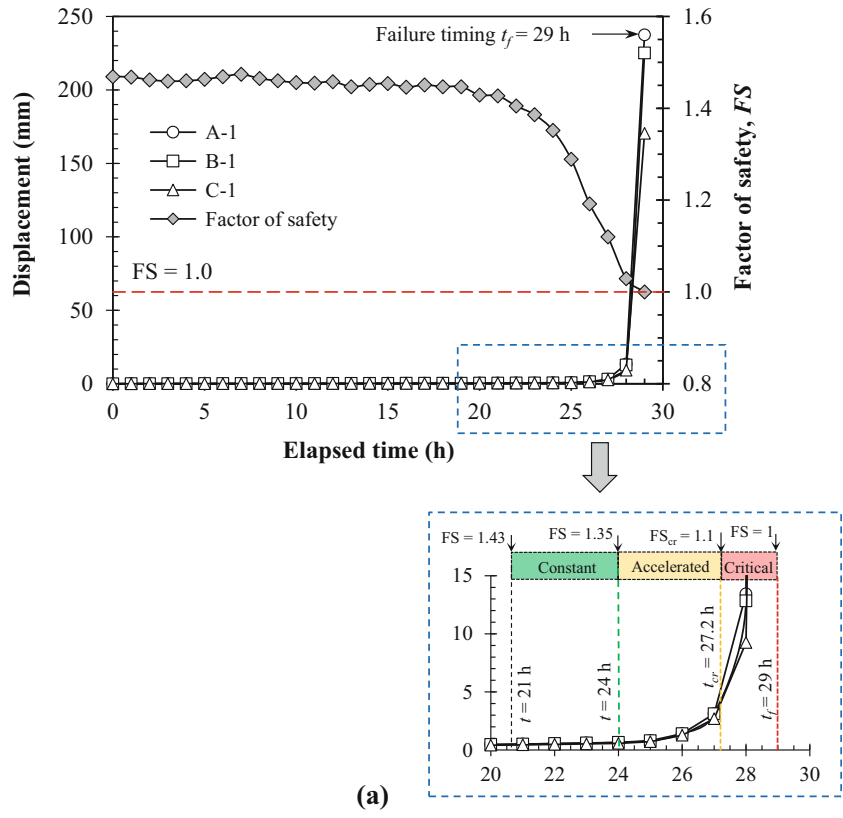 250
200
150
100
50
0
Displacement (mm)
1.6
1.4
1.2
1.0
0.8
Factor of safety, FS
Failure timing t_f = 29 h
A-1
B-1
C-1
Factor of safety
FS = 1.0
0 5 10 15 20 25 30 35
Elapsed time (h)
FS = 1.43 FS = 1.35 FS_cr = 1.1 FS = 1
Constant Accelerated Critical
15
10
5
0
t = 21 h
t = 24 h
t_cr = 27.2 h
t_f = 29 h
20 22 24 26 28 30
(a)